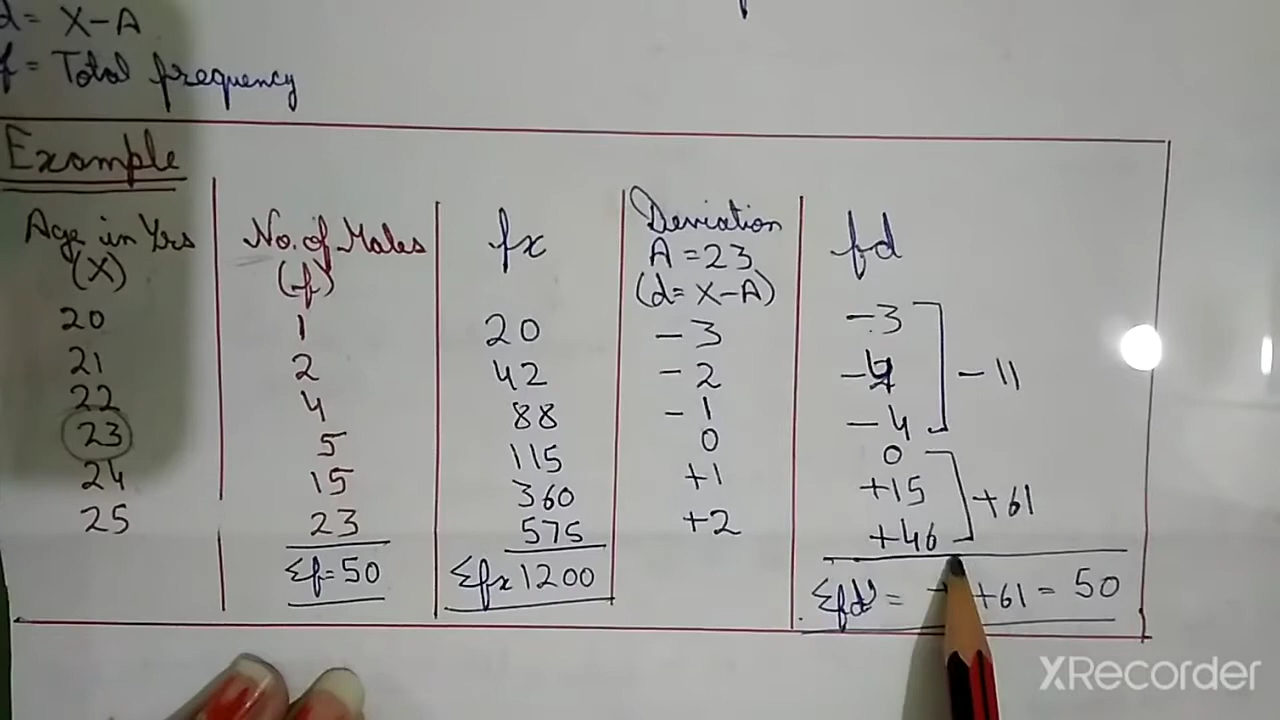 d = X-A
f = Total frequency
Example
Age in Yrs (X) No. of Males (f) fx Deviation A = 23 (d = X-A) fd
20 1 20 -3 -3
21 2 42 -2 -4
22 4 88 -1 -4 -11
23 5 115 0 0
24 15 360 +1 +15 +61
25 23 575 +2 +46
Σf=50 Σfx 1200 Σfd = - +61 = 50
XRecorder